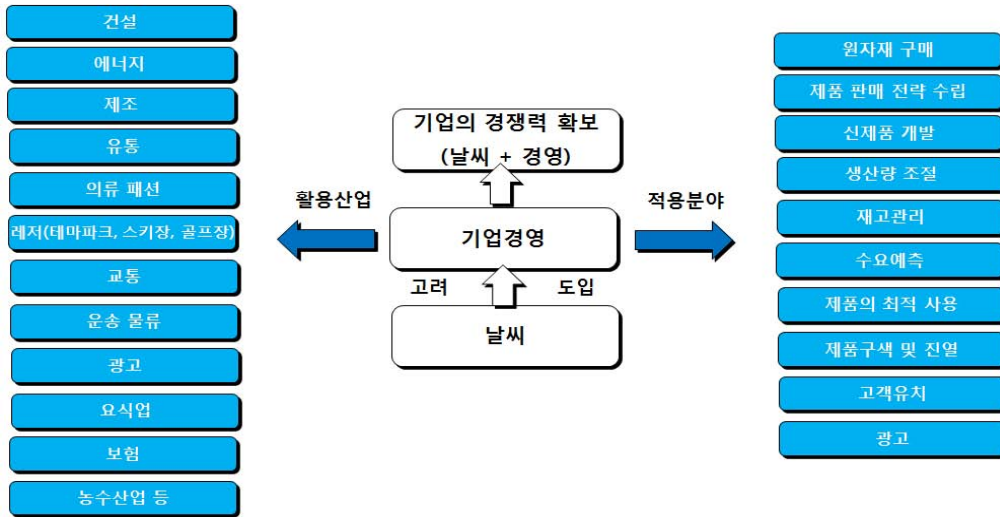 건설
에너지
제조
유통
의류 패션
레저(테마파크, 스키장, 골프장)
교통
운송 물류
광고
요식업
보험
농수산업 등
활용산업
기업의 경쟁력 확보
(날씨 + 경영)
기업경영
고려
도입
날씨
적용분야
원자재 구매
제품 판매 전략 수립
신제품 개발
생산량 조절
재고관리
수요예측
제품의 최적 사용
제품구색 및 진열
고객유치
광고